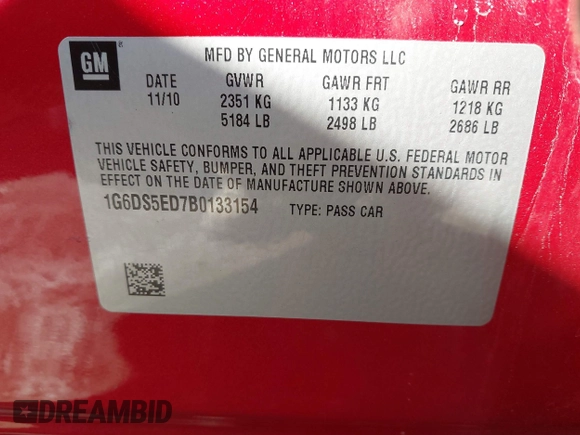 GM
MFD BY GENERAL MOTORS LLC
DATE GVWR GAWR FRT GAWR RR
11/10 2351 KG 1133 KG 1218 KG
5184 LB 2498 LB 2686 LB
THIS VEHICLE CONFORMS TO ALL APPLICABLE U.S. FEDERAL MOTOR
VEHICLE SAFETY, BUMPER, AND THEFT PREVENTION STANDARDS IN
EFFECT ON THE DATE OF MANUFACTURE SHOWN ABOVE.
1G6DS5ED7B0133154 TYPE: PASS CAR
DREAMBID